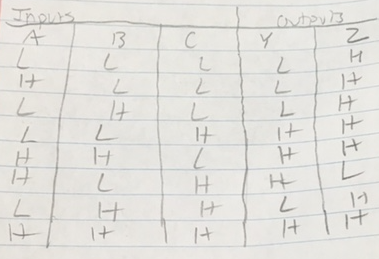 Inputs Outputs
A B C Y Z
L L L L H
H L L L H
L H L L H
L L H H H
H H L H H
H L H H L
L H H L H
H H H H H